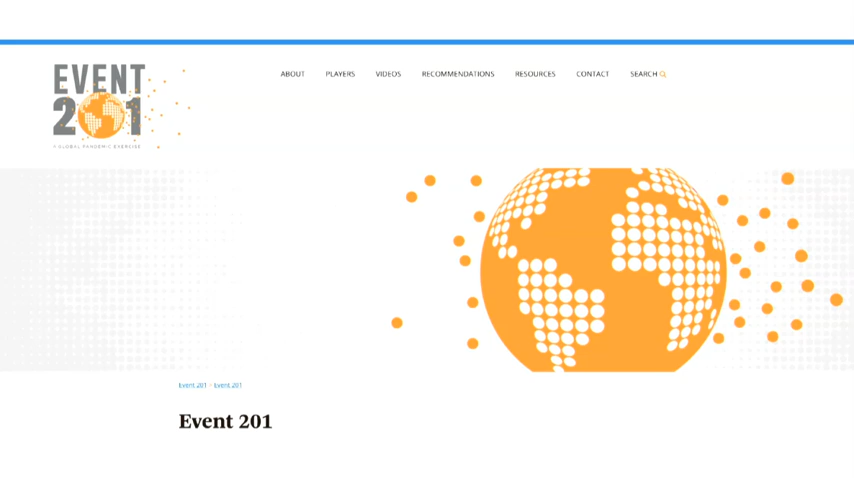 EVENT
201
A GLOBAL PANDEMIC EXERCISE
ABOUT PLAYERS VIDEOS RECOMMENDATIONS RESOURCES CONTACT SEARCH
Event 201 - Event 201
Event 201